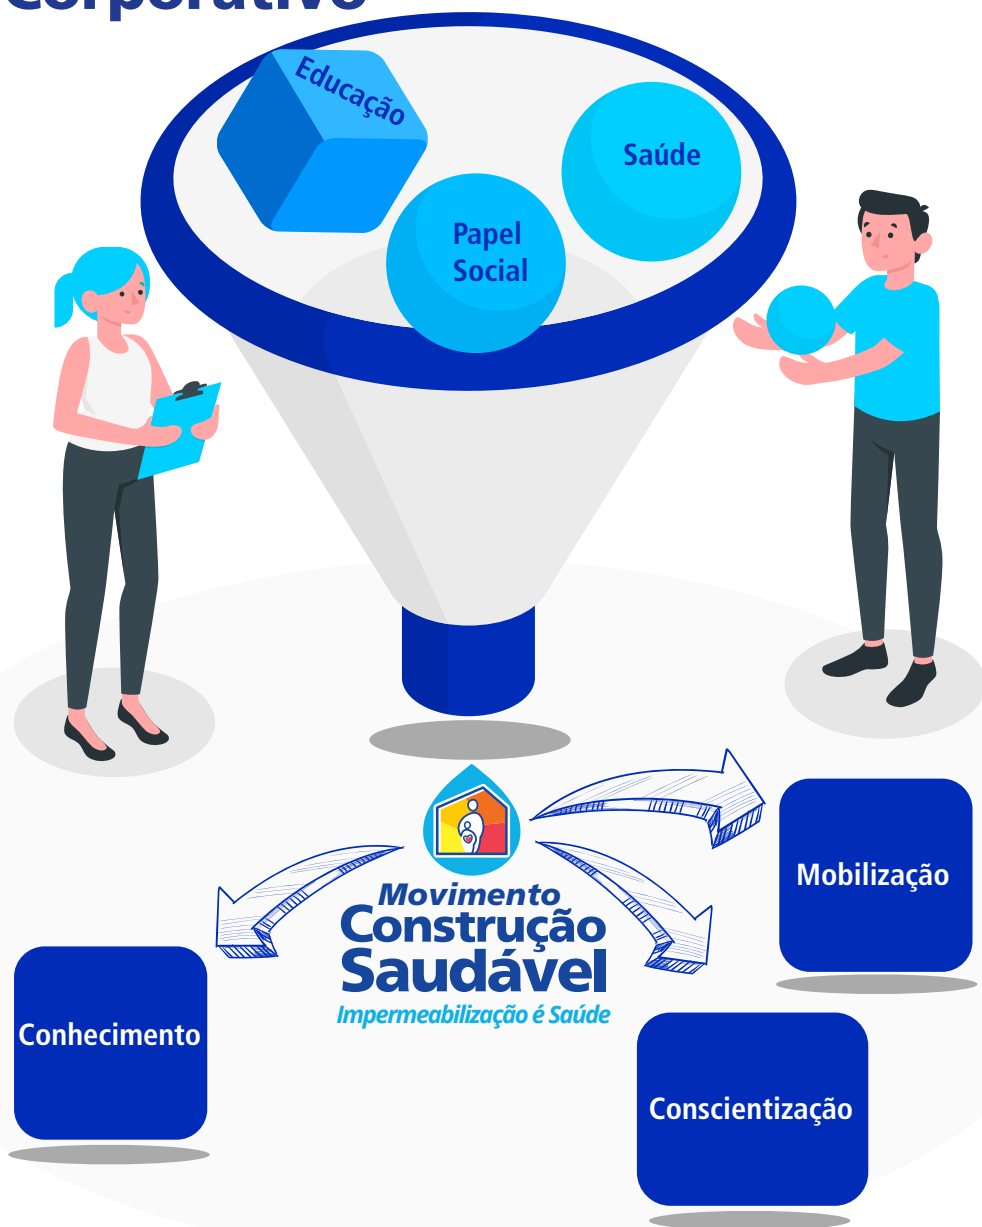 Corporativo
Educação
Saúde
Papel
Social
Mobilização
Movimento
Construção
Saudável
Impermeabilização é Saúde
Conhecimento
Conscientização